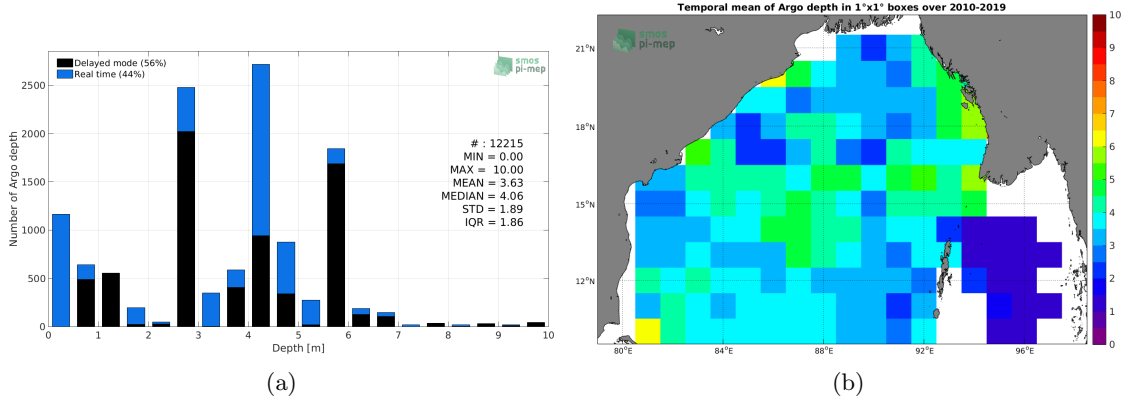 Delayed mode (56%)
Real time (44%)
smos
pi-mep
Number of Argo depth
2500
2000
1500
1000
500
0
# : 12215
MIN = 0.00
MAX = 10.00
MEAN = 3.63
MEDIAN = 4.06
STD = 1.89
IQR = 1.86
0 1 2 3 4 5 6 7 8 9 10
Depth [m]
(a)
Temporal mean of Argo depth in 1°x1° boxes over 2010-2019
smos
pi-mep
21°N
18°N
15°N
12°N
80°E 84°E 88°E 92°E 96°E
10
9
8
7
6
5
4
3
2
1
0
(b)